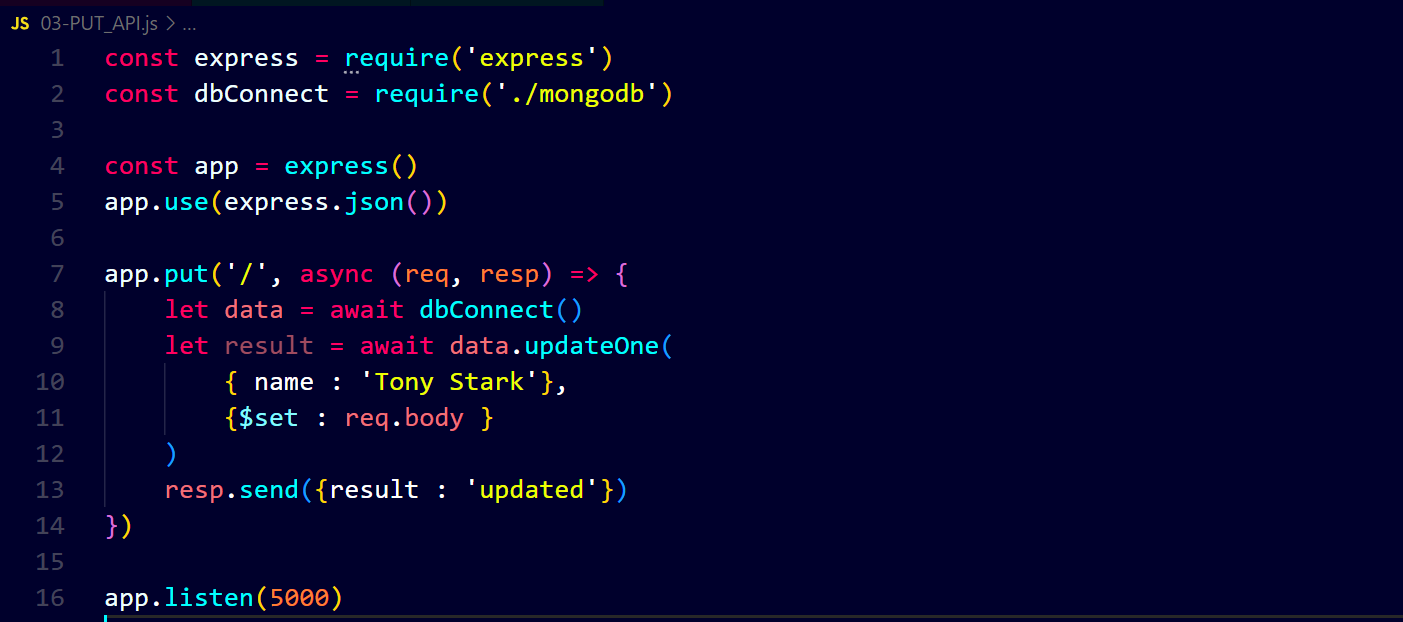 JS 03-PUT_API.js > ...
1 const express = require('express')
2 const dbConnect = require('./mongodb')
3
4 const app = express()
5 app.use(express.json())
6
7 app.put('/', async (req, resp) => {
8     let data = await dbConnect()
9     let result = await data.updateOne(
10         { name : 'Tony Stark'},
11         {$set : req.body }
12     )
13     resp.send({result : 'updated'})
14 })
15
16 app.listen(5000)